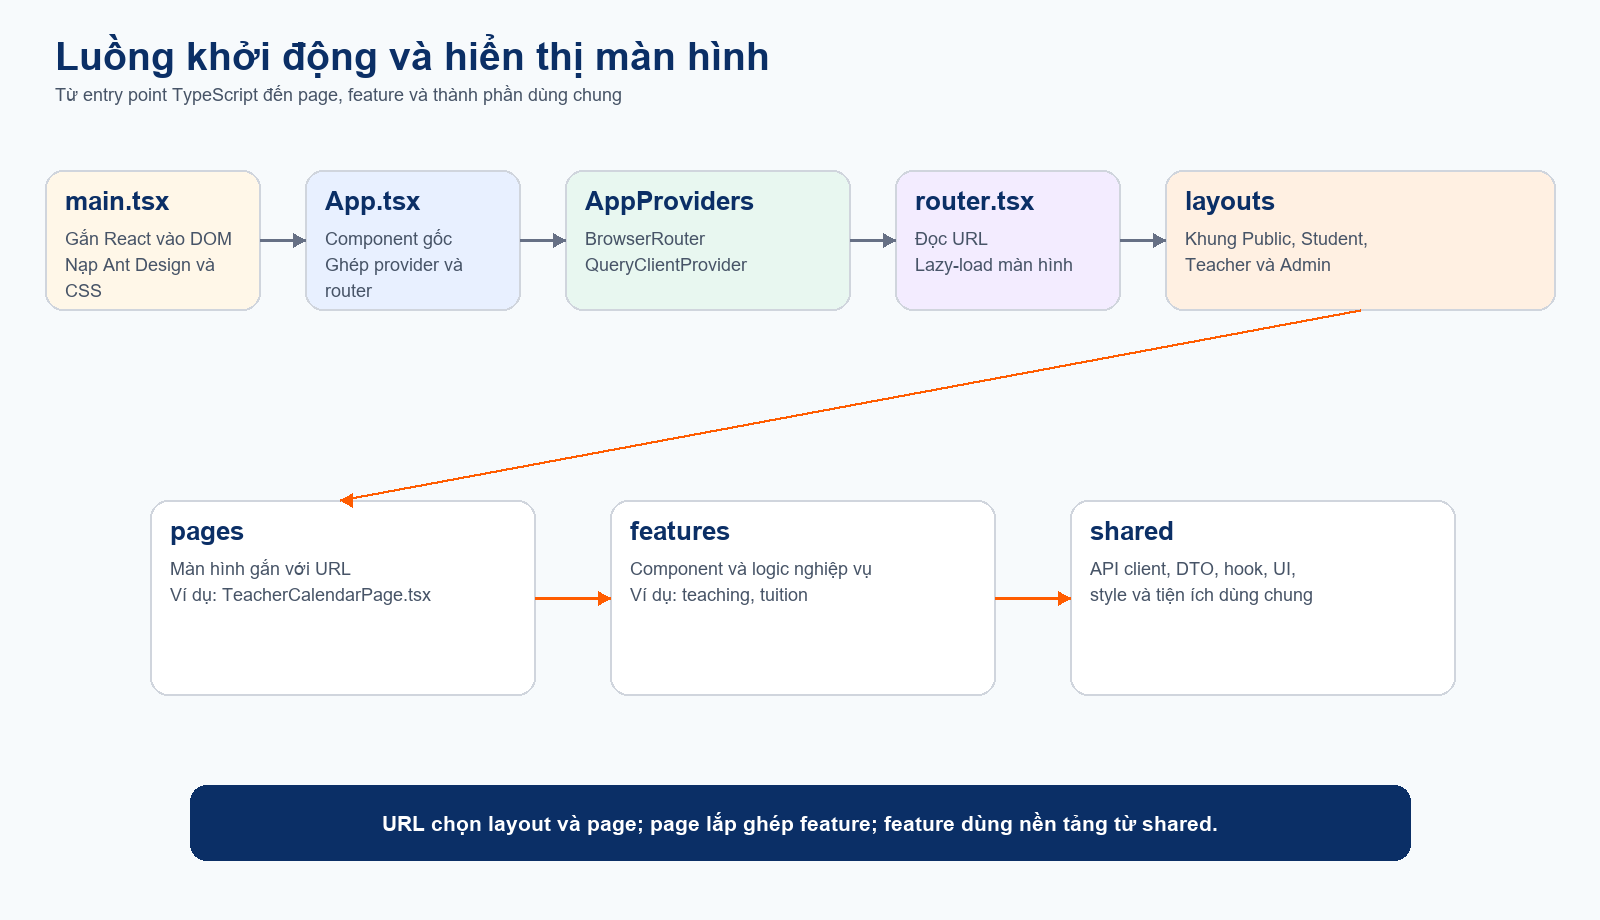 Luồng khởi động và hiển thị màn hình
Từ entry point TypeScript đến page, feature và thành phần dùng chung
main.tsx
Gắn React vào DOM
Nạp Ant Design và
CSS
App.tsx
Component gốc
Ghép provider và
router
AppProviders
BrowserRouter
QueryClientProvider
router.tsx
Đọc URL
Lazy-load màn hình
layouts
Khung Public, Student,
Teacher và Admin
pages
Màn hình gắn với URL
Ví dụ: TeacherCalendarPage.tsx
features
Component và logic nghiệp vụ
Ví dụ: teaching, tuition
shared
API client, DTO, hook, UI,
style và tiện ích dùng chung
URL chọn layout và page; page lắp ghép feature; feature dùng nền tảng từ shared.